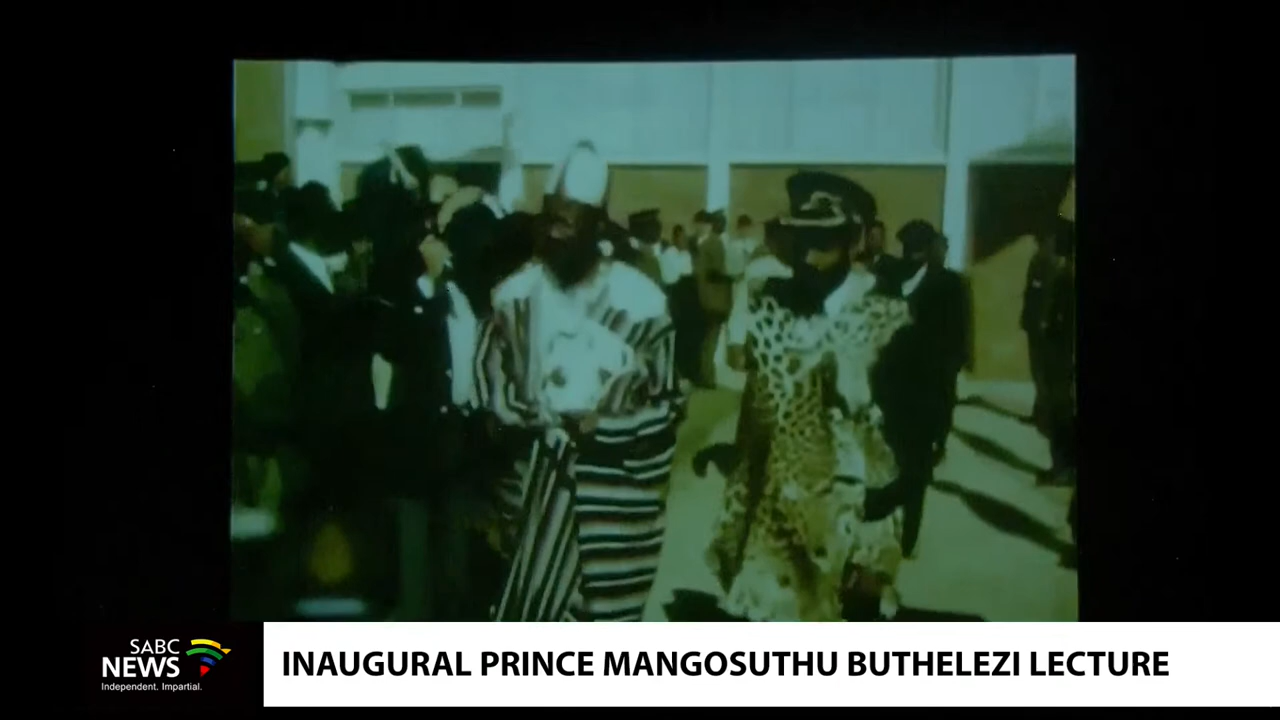 SABC
NEWS
Independent. Impartial.
INAUGURAL PRINCE MANGOSUTHU BUTHELEZI LECTURE